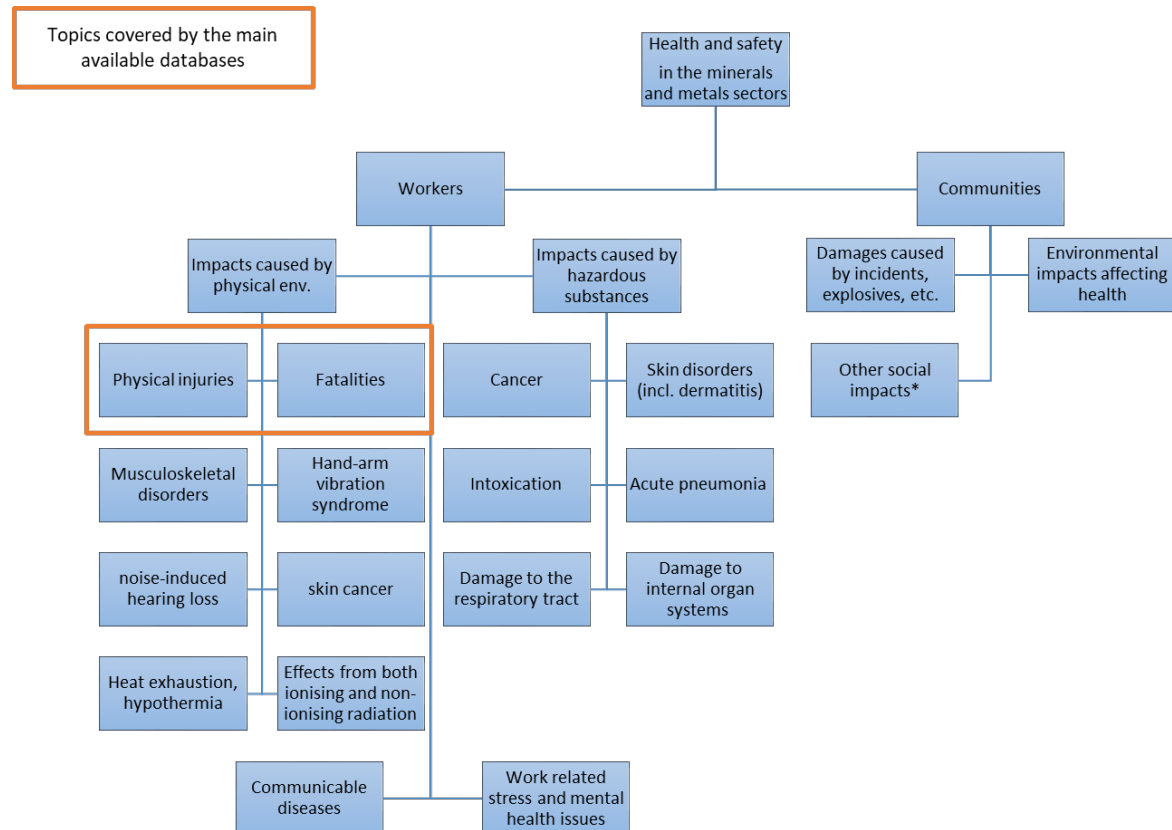 Topics covered by the main
available databases
Health and safety
in the minerals
and metals sectors
Workers
Communities
Impacts caused by
physical env.
Impacts caused by
hazardous
substances
Damages caused
by incidents,
explosives, etc.
Environmental
impacts affecting
health
Physical injuries
Fatalities
Cancer
Skin disorders
(incl. dermatitis)
Other social
impacts*
Musculoskeletal
disorders
Hand-arm
vibration
syndrome
Intoxication
Acute pneumonia
noise-induced
hearing loss
skin cancer
Damage to the
respiratory tract
Damage to
internal organ
systems
Heat exhaustion,
hypothermia
Effects from both
ionising and non-
ionising radiation
Communicable
diseases
Work related
stress and mental
health issues